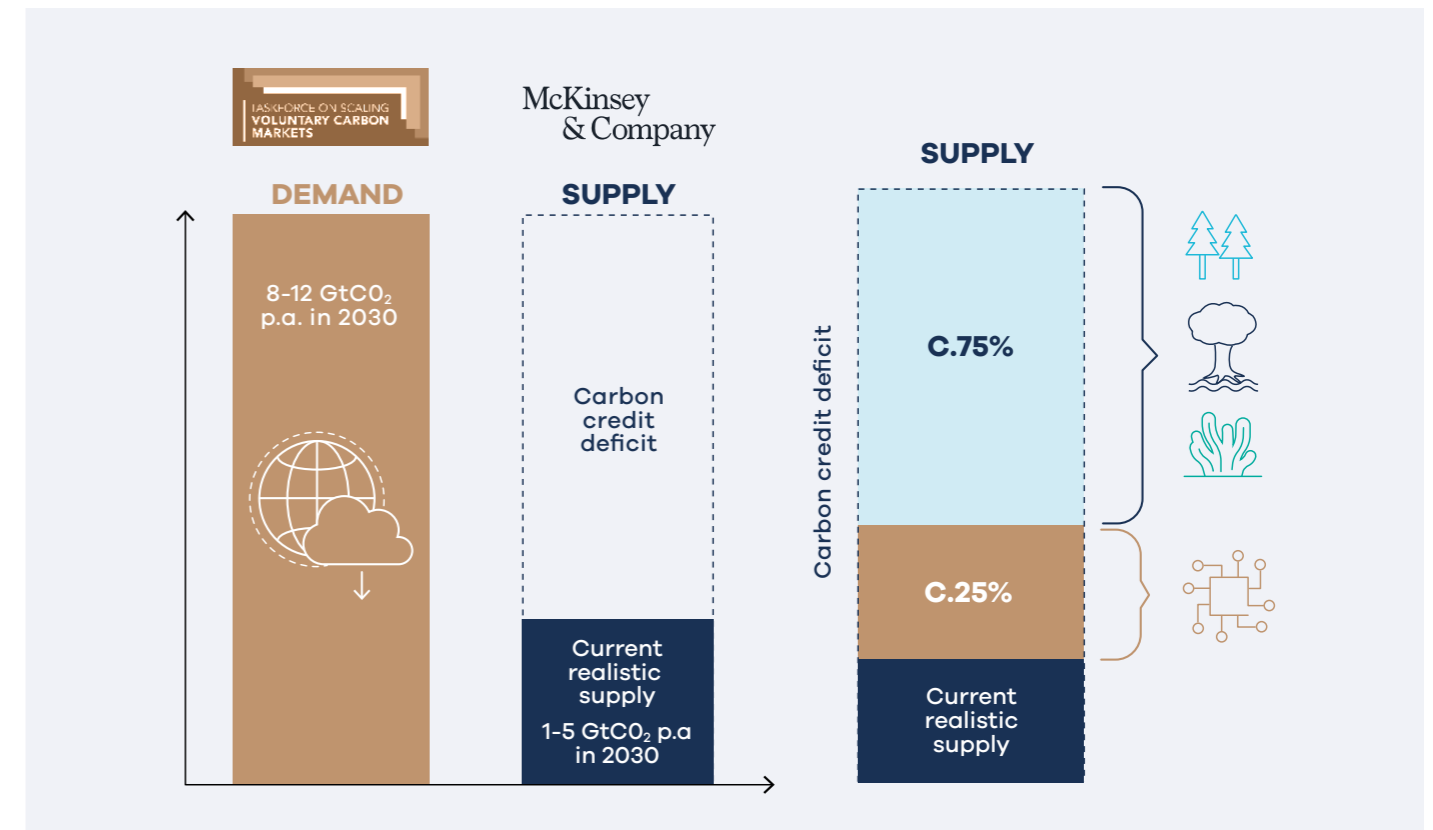 TASKFORCE ON SCALING
VOLUNTARY CARBON
MARKETS
McKinsey
& Company
DEMAND
8-12 GtC0₂
p.a. in 2030
SUPPLY
Carbon
credit
deficit
Current
realistic
supply
1-5 GtC0₂ p.a
in 2030
SUPPLY
Carbon credit deficit
C.75%
C.25%
Current
realistic
supply